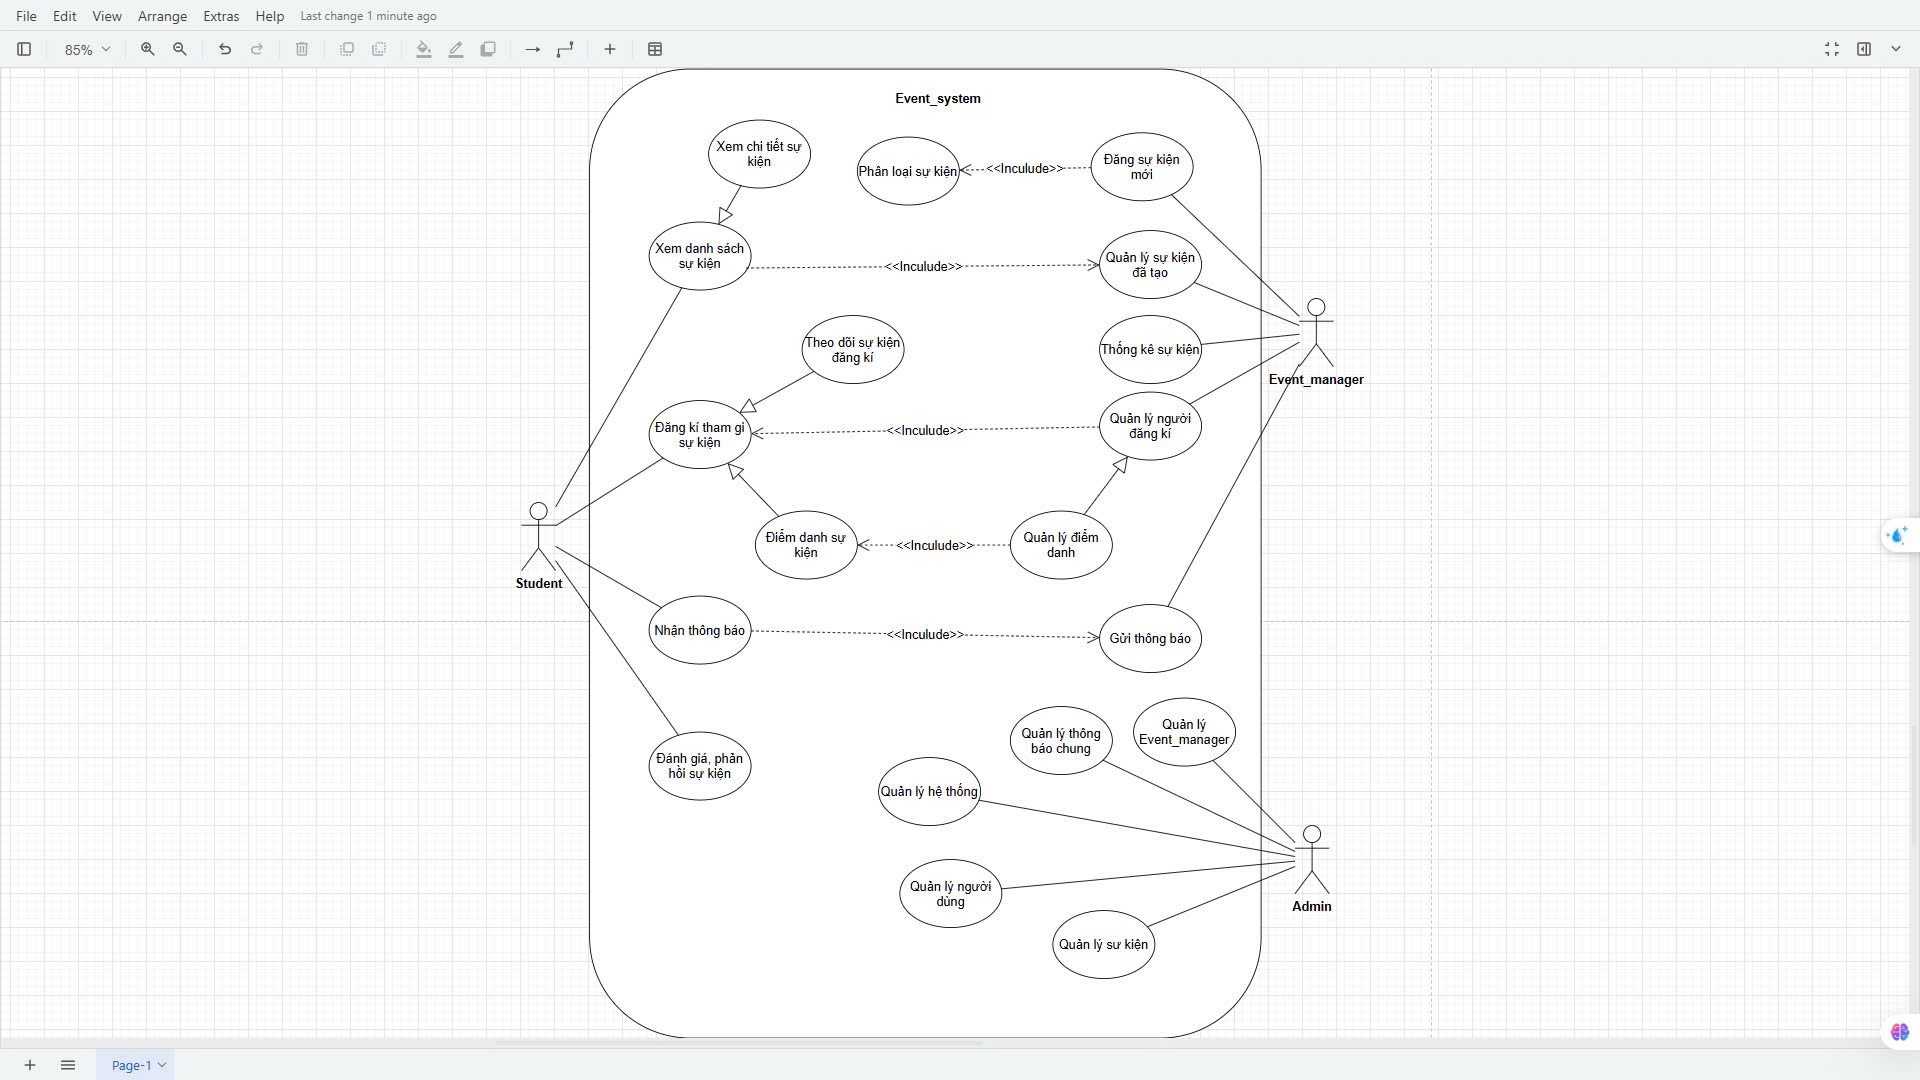 File Edit View Arrange Extras Help Last change 1 minute ago
85%
Event_system
Xem chi tiết sự
kiện
Phân loại sự kiện
<<Inculude>>
Đăng sự kiện
mới
Xem danh sách
sự kiện
<<Inculude>>
Quản lý sự kiện
đã tạo
Theo dõi sự kiện
đăng kí
Thống kê sự kiện
Event_manager
Đăng kí tham gi
sự kiện
<<Inculude>>
Quản lý người
đăng kí
Điểm danh sự
kiện
<<Inculude>>
Quản lý điểm
danh
Student
Nhận thông báo
<<Inculude>>
Gửi thông báo
Quản lý thông
báo chung
Quản lý
Event_manager
Đánh giá, phản
hồi sự kiện
Quản lý hệ thống
Quản lý người
dùng
Admin
Quản lý sư kiện
Page-1